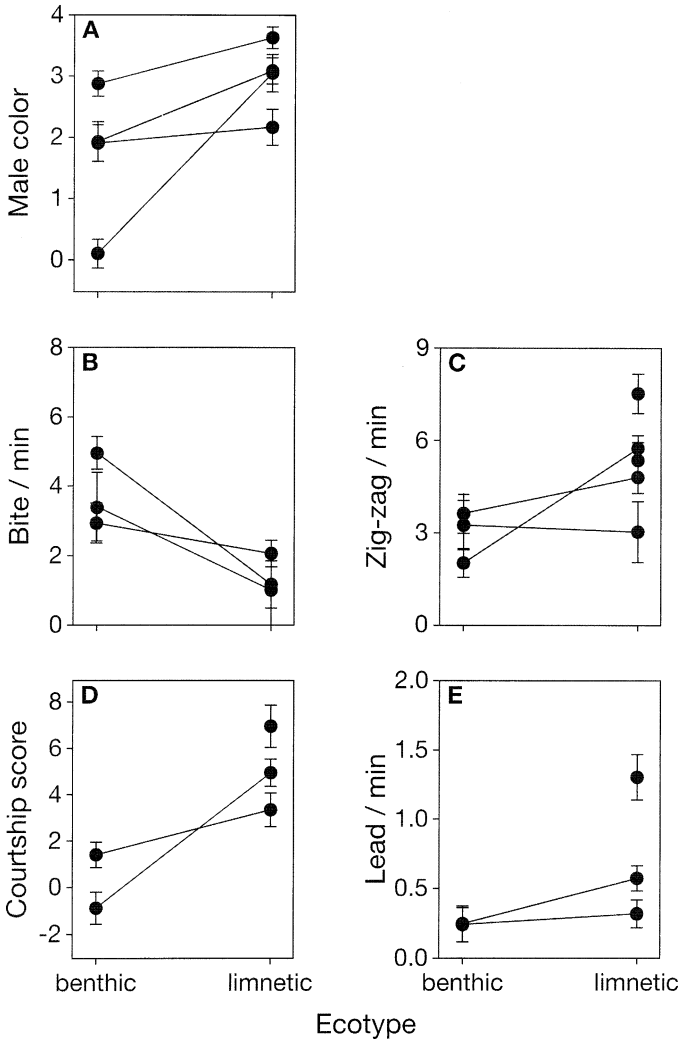 A
Male color
4
3
2
1
0
B
Bite / min
8
6
4
2
0
C
Zig-zag / min
9
6
3
0
D
Courtship score
8
6
4
2
0
-2
benthic limnetic
E
Lead / min
2.0
1.5
1.0
0.5
0.0
benthic limnetic
Ecotype